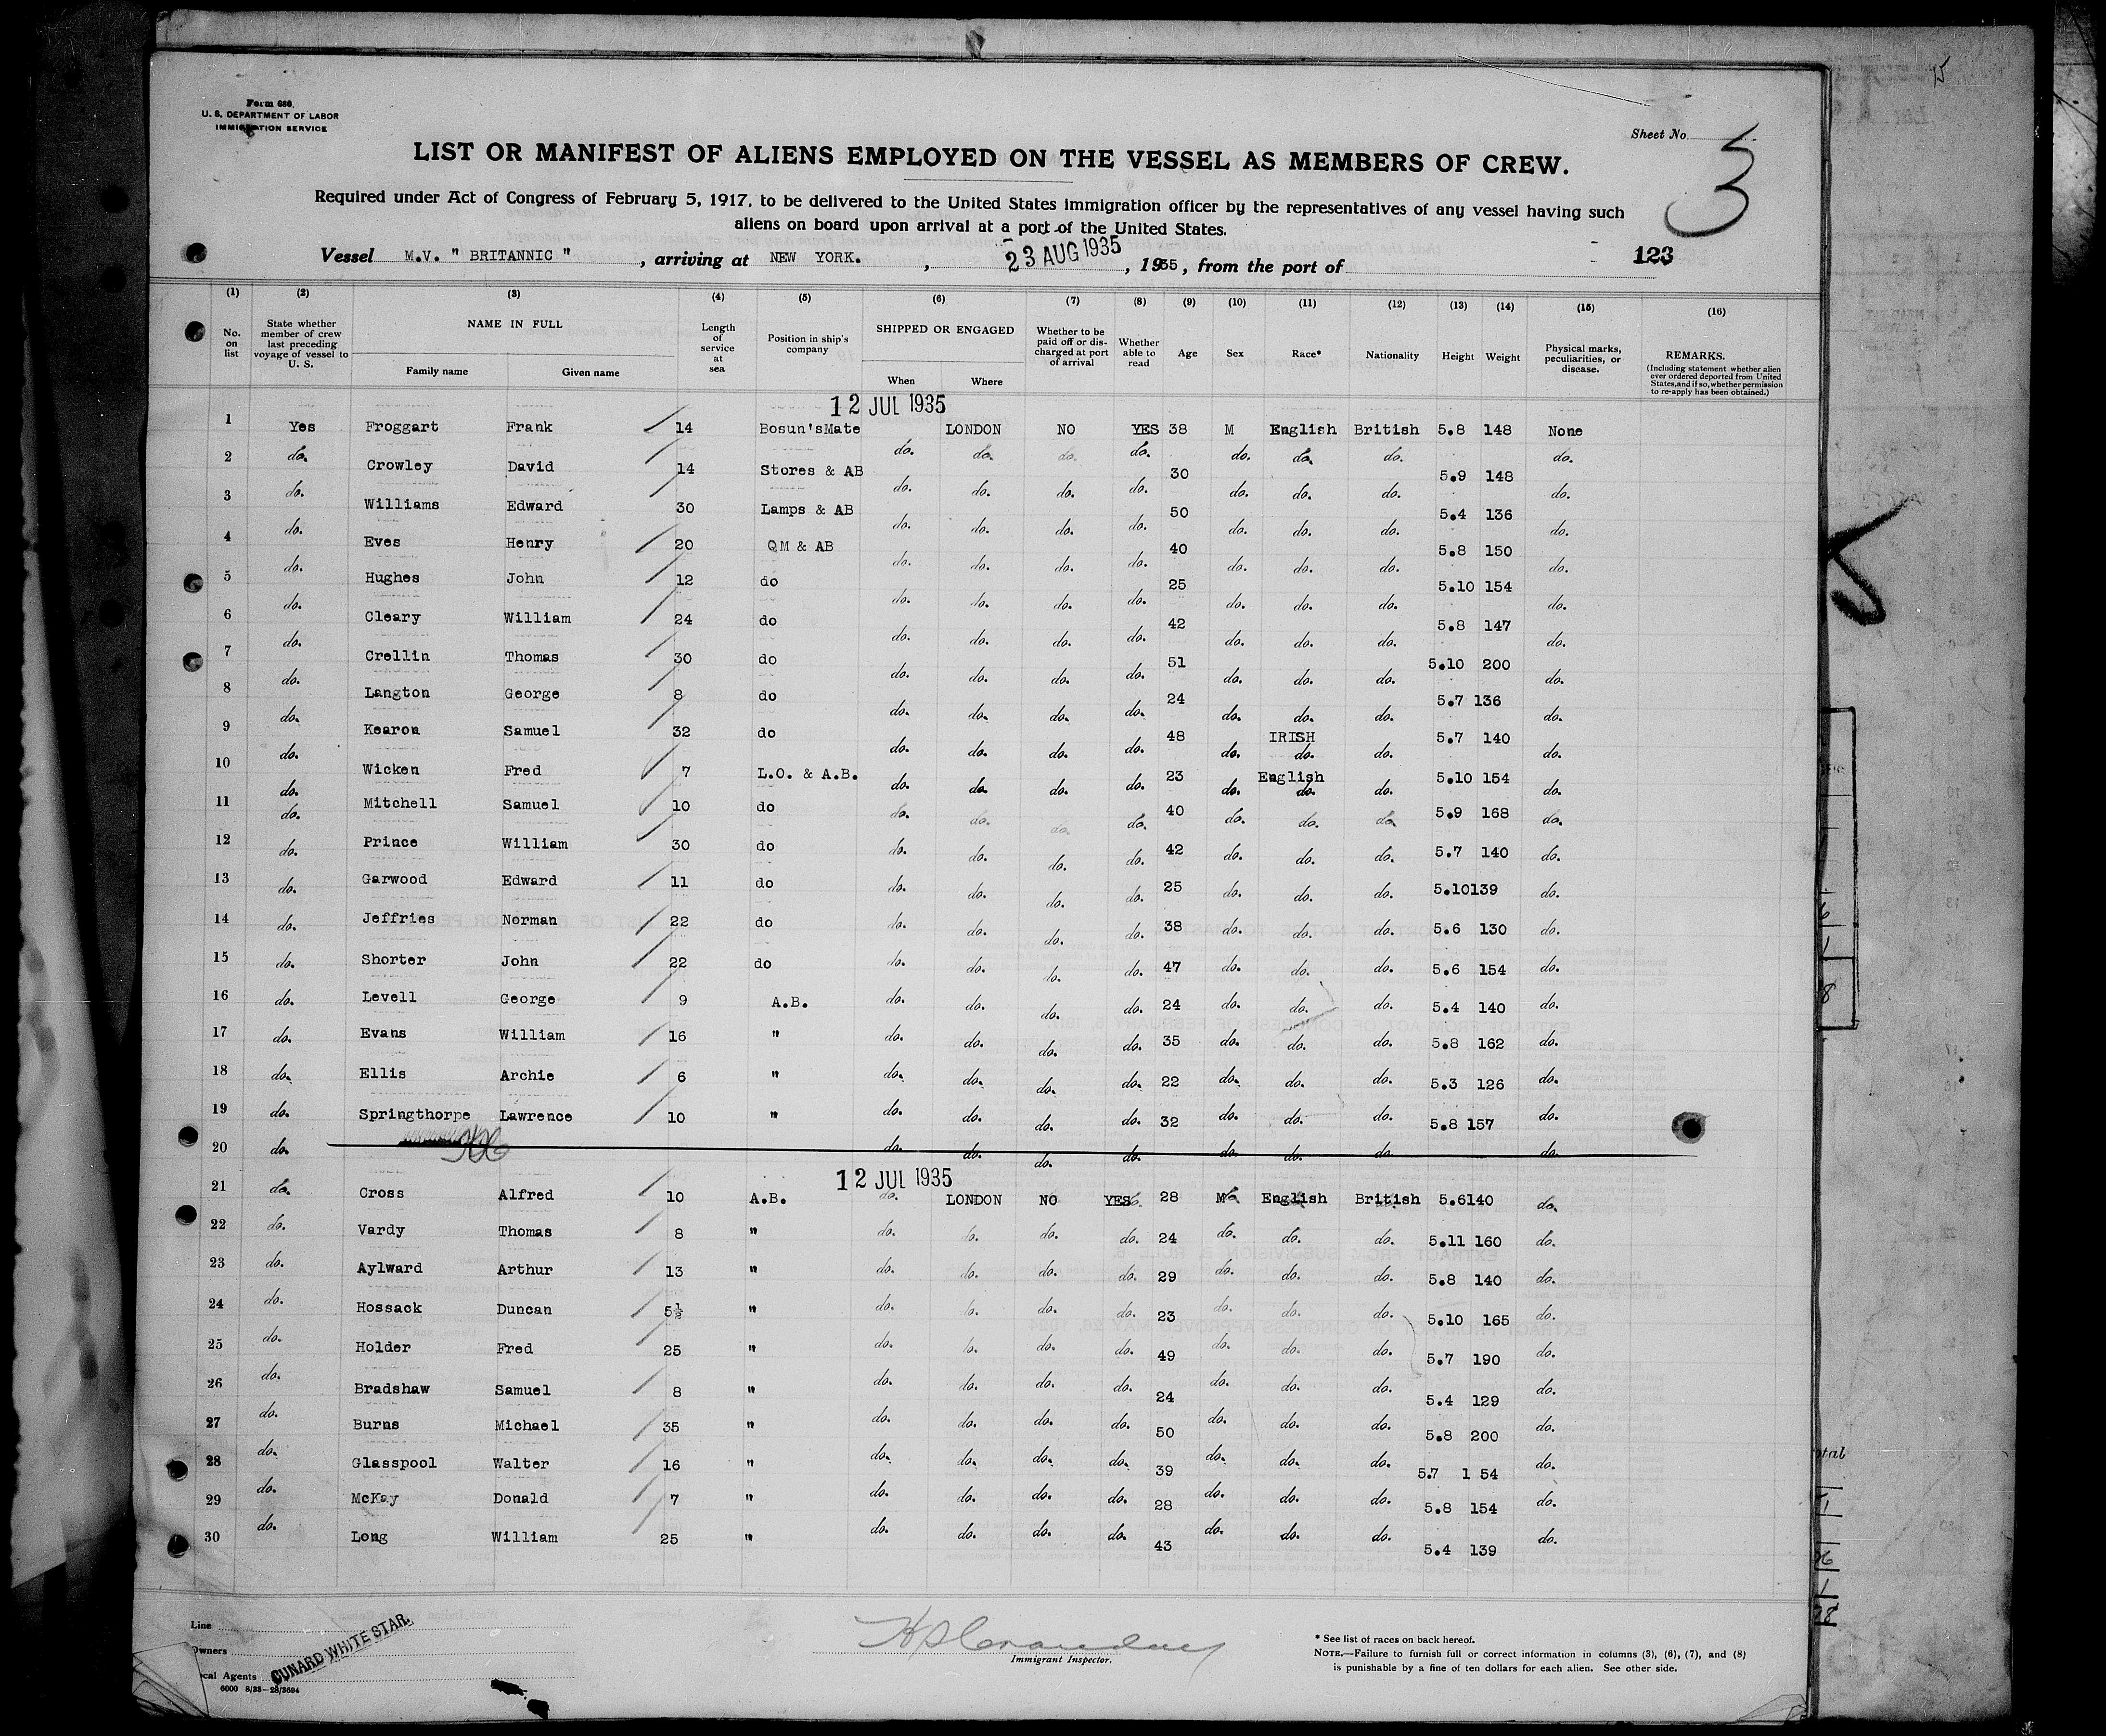 Form 680.
U. S. DEPARTMENT OF LABOR
IMMIGRATION SERVICE
Sheet No.
3
LIST OR MANIFEST OF ALIENS EMPLOYED ON THE VESSEL AS MEMBERS OF CREW.
Required under Act of Congress of February 5, 1917, to be delivered to the United States immigration officer by the representatives of any vessel having such
aliens on board upon arrival at a port of the United States.
Vessel M.V. " BRITANNIC " , arriving at NEW YORK. , 23 AUG 1935 , 1935 , from the port of 123
(1) (2) (3) (4) (5) (6) (7) (8) (9) (10) (11) (12) (13) (14) (15) (16)
No. on list
State whether member of crew last preceding voyage of vessel to U. S.
NAME IN FULL
Family name Given name
Length of service at sea
Position in ship's company
SHIPPED OR ENGAGED
When Where
Whether to be paid off or discharged at port of arrival
Whether able to read
Age Sex Race* Nationality Height Weight
Physical marks, peculiarities, or disease.
REMARKS.
(Including statement whether alien ever ordered deported from United States, and if so, whether permission to re-apply has been obtained.)
12 JUL 1935
1 Yes Froggart Frank 14 Bosun'sMate LONDON NO YES 38 M English British 5.8 148 None
2 do. Crowley David 14 Stores & AB do. do. do. do. 30 do. do. do. 5.9 148 do.
3 do. Williams Edward 30 Lamps & AB do. do. do. do. 50 do. do. do. 5.4 136 do.
4 do. Eves Henry 20 QM & AB do. do. do. do. 40 do. do. do. 5.8 150 do.
5 do. Hughes John 12 do do. do. do. do. 25 do. do. do. 5.10 154 do.
6 do. Cleary William 24 do do. do. do. do. 42 do. do. do. 5.8 147 do.
7 do. Crellin Thomas 30 do do. do. do. do. 51 do. do. do. 5.10 200 do.
8 do. Langton George 8 do do. do. do. do. 24 do. do. do. 5.7 136 do.
9 do. Kearon Samuel 32 do do. do. do. do. 48 do. IRISH do. do. 5.7 140 do.
10 do. Wicken Fred 7 L.O. & A.B. do. do. do. do. 23 do. English do. do. 5.10 154 do.
11 do. do. Mitchell Samuel 10 do do. do. do. do. 40 do. do. do. 5.9 168 do.
12 do. Prince William 30 do do. do. do. do. 42 do. do. do. 5.7 140 do.
13 do. Garwood Edward 11 do do. do. do. do. 25 do. do. do. 5.10139 do.
14 do. Jeffries Norman 22 do do. do. do. do. 38 do. do. do. 5.6 130 do.
15 do. Shorter John 22 do do. do. do. do. 47 do. do. do. 5.6 154 do.
16 do. Levell George 9 A.B. do. do. do. do. 24 do. do. do. 5.4 140 do.
17 do. Evans William 16 " do. do. do. do. 35 do. do. do. 5.8 162 do.
18 do. Ellis Archie 6 " do. do. do. do. 22 do. do. do. 5.3 126 do.
19 do. Springthorpe Lawrence 10 " do. do. do. do. 32 do. do. do. 5.8 157 do.
20 do. do. do. do. do. do. do. do. do.
12 JUL 1935
21 do. Cross Alfred 10 A.B. do. LONDON NO YES 28 M English British 5.6140 do.
22 do. Vardy Thomas 8 " do. do. do. do. 24 do. do. do. 5.11 160 do.
23 do. Aylward Arthur 13 " do. do. do. do. 29 do. do. do. 5.8 140 do.
24 do. Hossack Duncan 5½ " do. do. do. do. 23 do. do. do. 5.10 165 do.
25 do. Holder Fred 25 " do. do. do. do. 49 do. do. do. 5.7 190 do.
26 do. Bradshaw Samuel 8 " do. do. do. do. 24 do. do. do. 5.4 129 do.
27 do. Burns Michael 35 " do. do. do. do. 50 do. do. do. 5.8 200 do.
28 do. Glasspool Walter 16 " do. do. do. do. 39 do. do. do. 5.7 1 54 do.
29 do. McKay Donald 7 " do. do. do. do. 28 do. do. do. 5.8 154 do.
30 do. Long William 25 " do. do. do. do. 43 do. do. do. 5.4 139 do.
Line
Owners
CUNARD WHITE STAR.
cal Agents
6000 8/33—28/3694
Immigrant Inspector.
* See list of races on back hereof.
NOTE.—Failure to furnish full or correct information in columns (3), (6), (7), and (8)
is punishable by a fine of ten dollars for each alien. See other side.